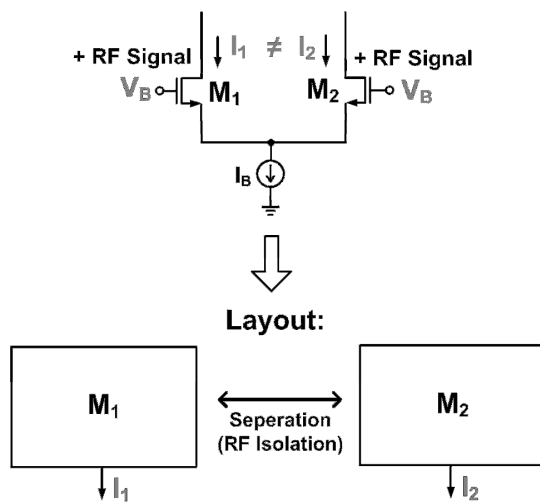 I1 ≠ I2
+ RF Signal + RF Signal
VB M1 M2 VB
IB
Layout:
M1 M2
Seperation
(RF Isolation)
I1 I2